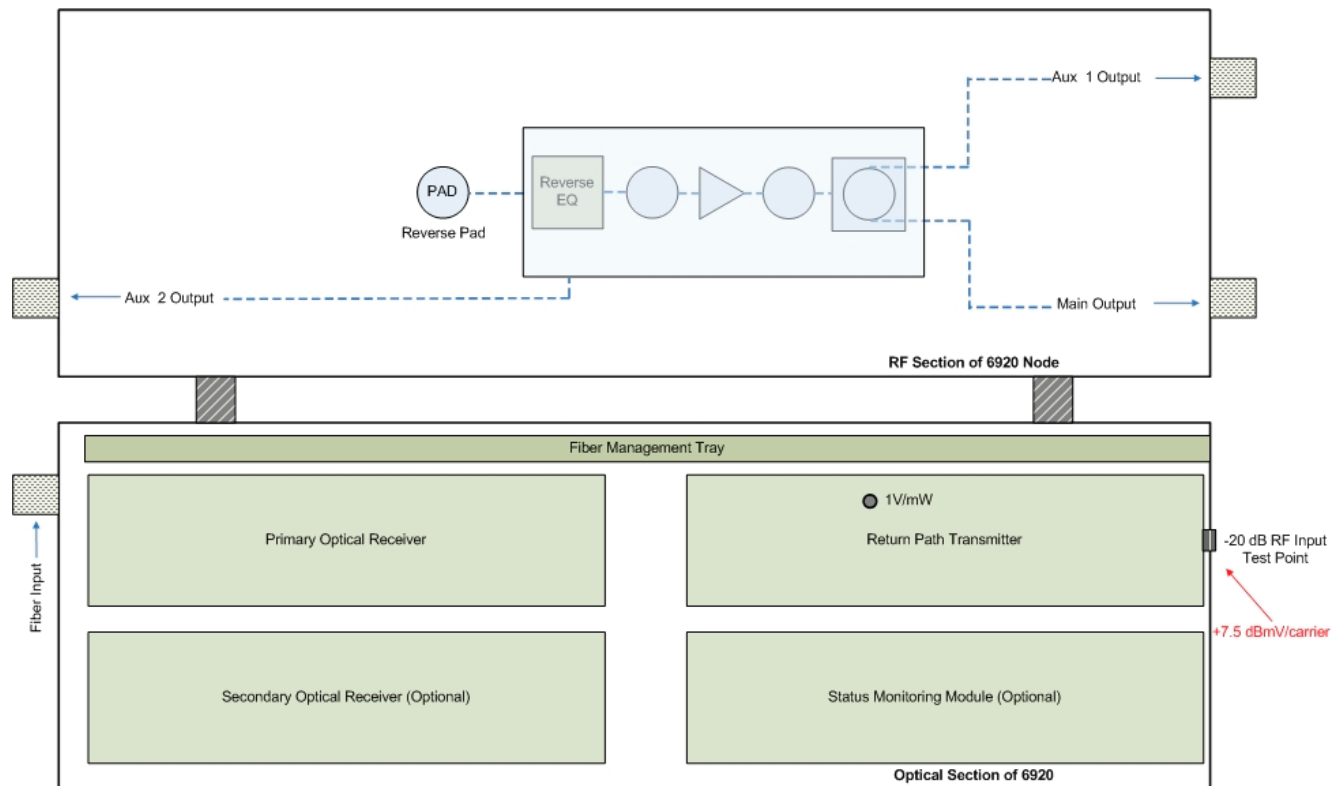 Aux 1 Output
PAD
Reverse Pad
Reverse
EQ
Aux 2 Output
Main Output
RF Section of 6920 Node
Fiber Management Tray
Fiber Input
Primary Optical Receiver
1V/mW
Return Path Transmitter
-20 dB RF Input
Test Point
+7.5 dBmV/carrier
Secondary Optical Receiver (Optional)
Status Monitoring Module (Optional)
Optical Section of 6920